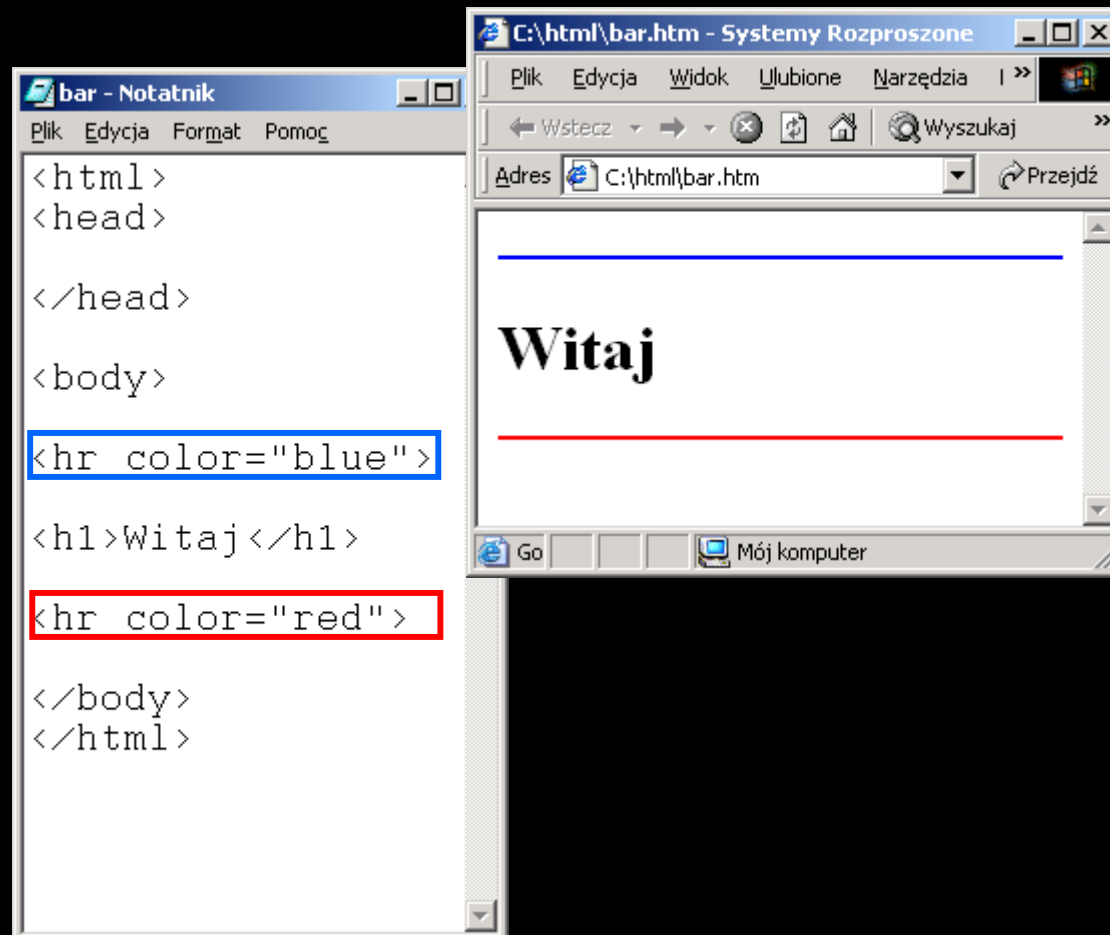 bar - Notatnik
Plik Edycja Format Pomoc
<html>
<head>
</head>
<body>
<hr color="blue">
<h1>Witaj</h1>
<hr color="red">
</body>
</html>
C:\html\bar.htm - Systemy Rozproszone
Plik Edycja Widok Ulubione Narzędzia »
Wstecz Wyszukaj »
Adres C:\html\bar.htm Przejdź
Witaj
Go Mój komputer